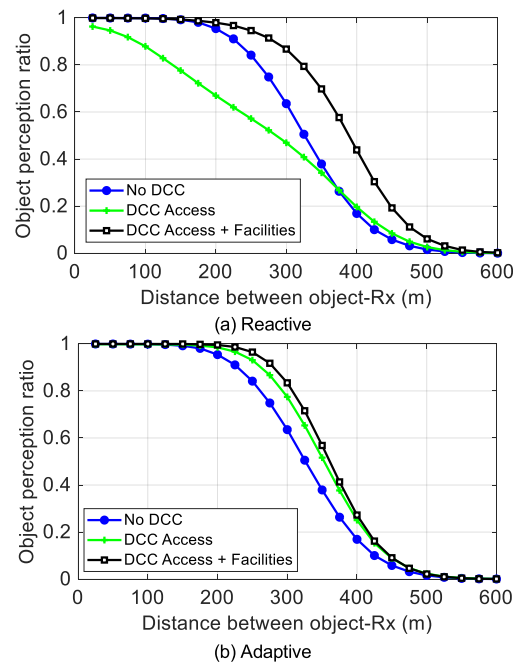 Object perception ratio
1
0.8
0.6
0.4
0.2
0
No DCC
DCC Access
DCC Access + Facilities
0 100 200 300 400 500 600
Distance between object-Rx (m)
(a) Reactive
Object perception ratio
1
0.8
0.6
0.4
0.2
0
No DCC
DCC Access
DCC Access + Facilities
0 100 200 300 400 500 600
Distance between object-Rx (m)
(b) Adaptive